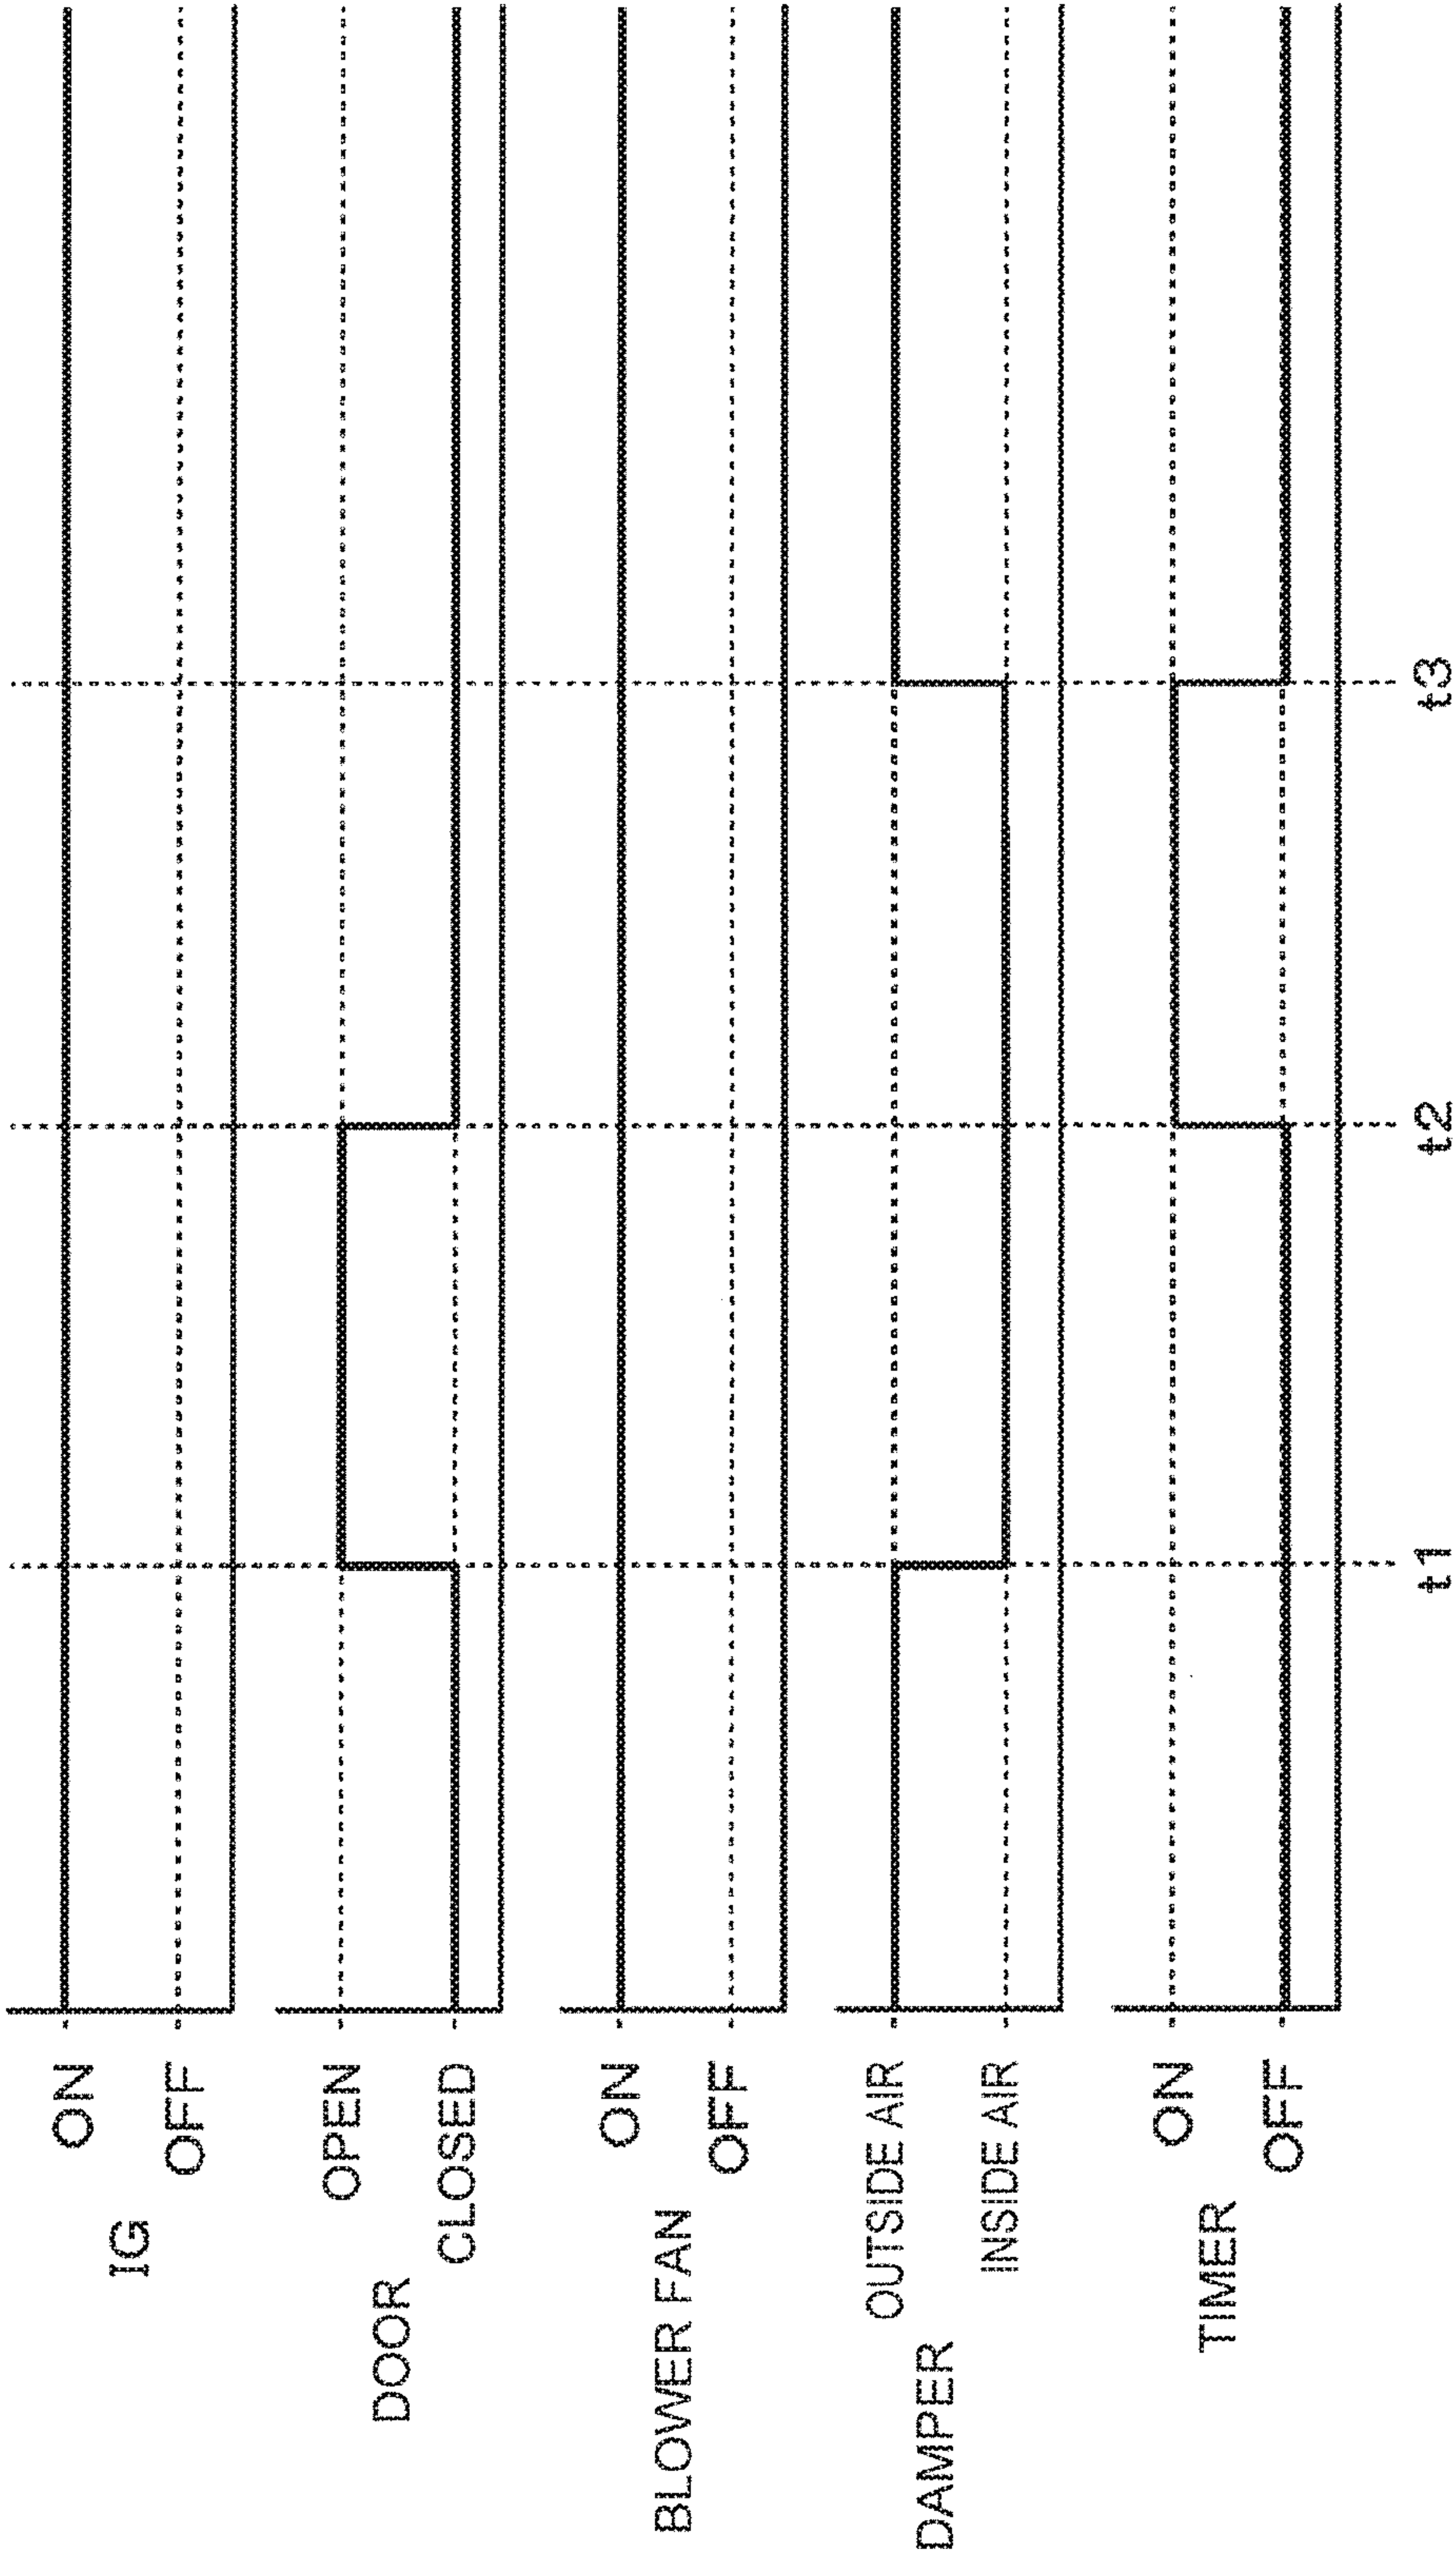 IG
ON
OFF
DOOR
OPEN
CLOSED
BLOWER FAN
ON
OFF
DAMPER
OUTSIDE AIR
INSIDE AIR
TIMER
ON
OFF
t1
t2
t3